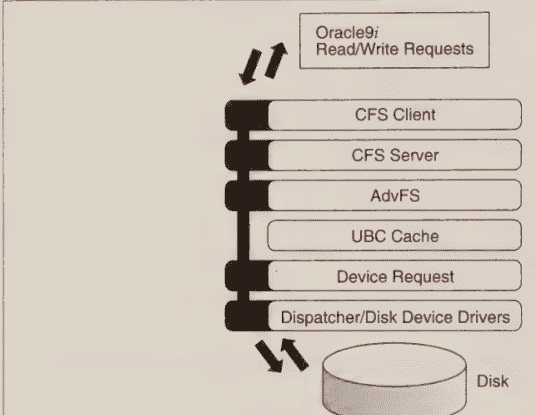 Oracle9i
Read/Write Requests
CFS Client
CFS Server
AdvFS
UBC Cache
Device Request
Dispatcher/Disk Device Drivers
Disk